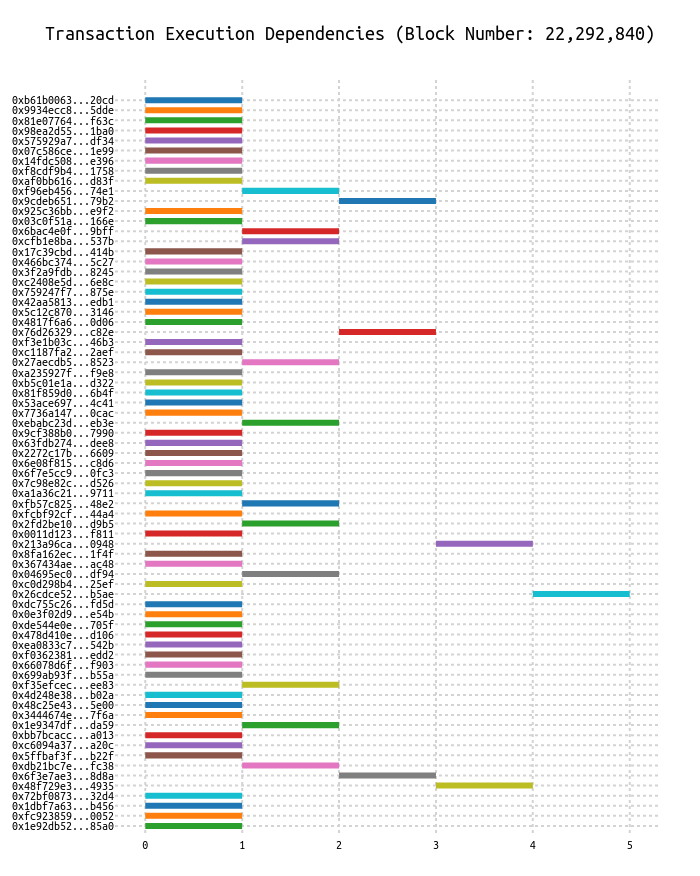 Transaction Execution Dependencies (Block Number: 22,292,840)
0xb61b0063...20cd
0x9934ecc8...5dde
0x81e07764...f63c
0x98ea2d55...1ba0
0x575929a7...df34
0x07c586ce...1e99
0x14fdc508...e396
0xf8cdf9b4...1758
0xaf0bb616...d83f
0xf96eb456...74e1
0x9cdeb651...79b2
0x925c36bb...e9f2
0x03c0f51a...166e
0x6bac4e0f...9bff
0xcfb1e8ba...537b
0x17c39cbd...414b
0x466bc374...5c27
0x3f2a9fdb...8245
0xc2408e5d...6e8c
0x759247f7...875e
0x42aa5813...edb1
0x5c12c870...3146
0x4817f6a6...0d06
0x76d26329...c82e
0xf3e1b03c...46b3
0xc1187fa2...2aef
0x27aecdb5...8523
0xa235927f...f9e8
0xb5c01e1a...d322
0x81f859d0...6b4f
0x53ace697...4c41
0x7736a147...0cac
0xebabc23d...eb3e
0x9cf388b0...7990
0x63fdb274...dee8
0x2272c17b...6609
0x6e08f815...c8d6
0x6f7e5cc9...0fc3
0x7c98e82c...d526
0xa1a36c21...9711
0xfb57c825...48e2
0xfcbf92cf...44a4
0x2fd2be10...d9b5
0x0011d123...f811
0x213a96ca...0948
0x8fa162ec...1f4f
0x367434ae...ac48
0x04695ec0...df94
0xc0d298b4...25ef
0x26cdce52...b5ae
0xdc755c26...fd5d
0x0e3f02d9...e54b
0xde544e0e...705f
0x478d410e...d106
0xea0833c7...542b
0xf0362381...edd2
0x66078d6f...f903
0x699ab93f...b55a
0xf35efcec...ee83
0x4d248e38...b02a
0x48c25e43...5e00
0x3444674e...7f6a
0x1e9347df...da59
0xbb7bcacc...a013
0xc6094a37...a20c
0x5ffbaf3f...b22f
0xdb21bc7e...fc38
0x6f3e7ae3...8d8a
0x48f729e3...4935
0x72bf0873...32d4
0x1dbf7a63...b456
0xfc923859...0052
0x1e92db52...85a0
0 1 2 3 4 5